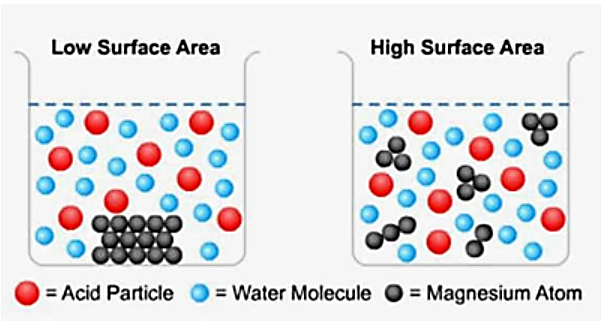 Low Surface Area
High Surface Area
= Acid Particle
= Water Molecule
= Magnesium Atom